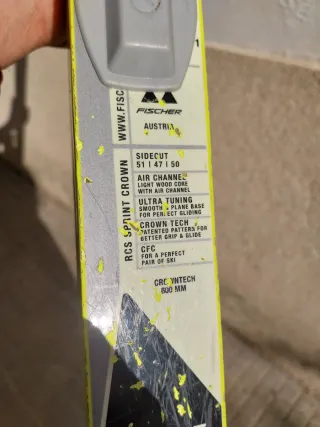 1
WWW.FISC
FISCHER
AUSTRIA
RCS SPRINT CROWN
SIDECUT
51 | 47 | 50
AIR CHANNEL
LIGHT WOOD CORE
WITH AIR CHANNEL
ULTRA TUNING
SMOOTH PLANE BASE
FOR PERFECT GLIDING
CROWN TECH
PATENTED PATTERS FOR
BETTER GRIP & GLIDE
CFC
FOR A PERFECT
PAIR OF SKI
CROWNTECH
600 MM